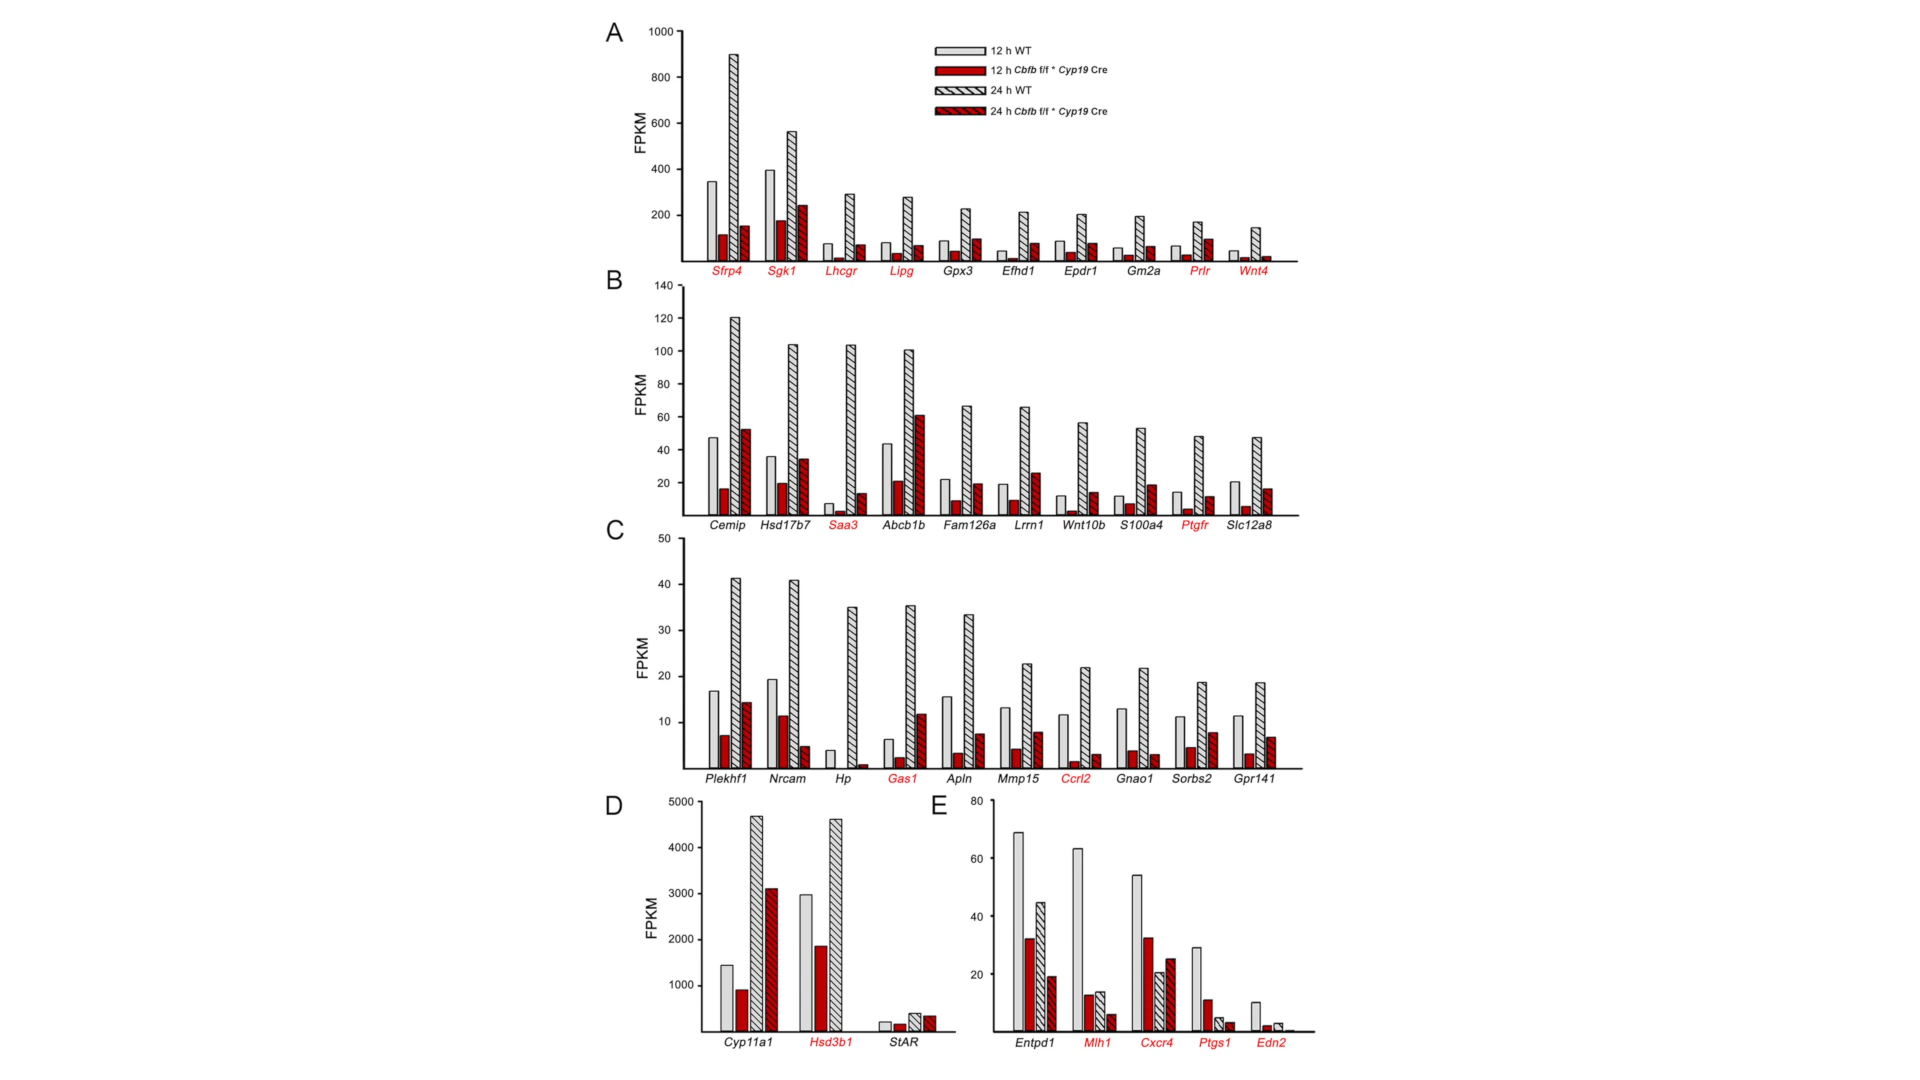 A
1000
800
600
400
200
FPKM
12 h WT
12 h Cbfb f/f * Cyp19 Cre
24 h WT
24 h Cbfb f/f * Cyp19 Cre
Sfrp4 Sgk1 Lhcgr Lipg Gpx3 Efhd1 Epdr1 Gm2a Prlr Wnt4
B
140
120
100
80
60
40
20
FPKM
Cemip Hsd17b7 Saa3 Abcb1b Fam126a Lrrn1 Wnt10b S100a4 Ptgfr Slc12a8
C
50
40
30
20
10
FPKM
Plekhf1 Nrcam Hp Gas1 Apln Mmp15 Ccrl2 Gnao1 Sorbs2 Gpr141
D
5000
4000
3000
2000
1000
FPKM
Cyp11a1 Hsd3b1 StAR
E
80
60
40
20
Entpd1 Mlh1 Cxcr4 Ptgs1 Edn2